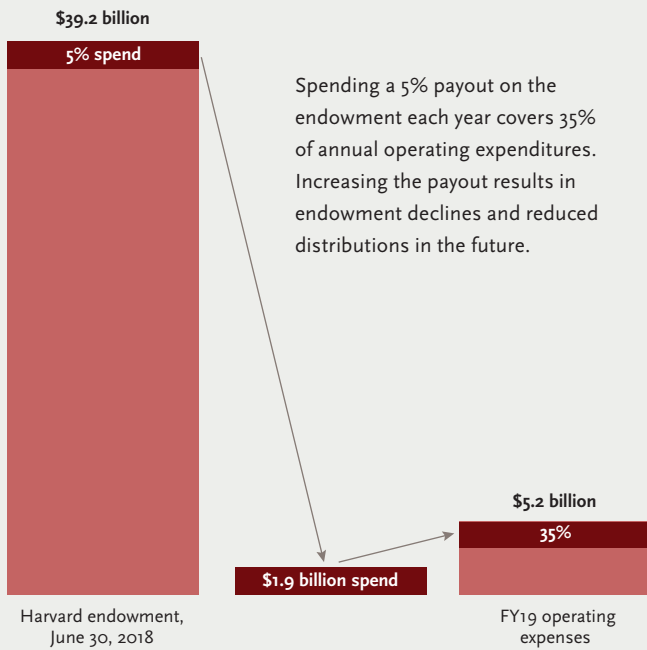 $39.2 billion
5% spend
Spending a 5% payout on the
endowment each year covers 35%
of annual operating expenditures.
Increasing the payout results in
endowment declines and reduced
distributions in the future.
$1.9 billion spend
$5.2 billion
35%
Harvard endowment,
June 30, 2018
FY19 operating
expenses